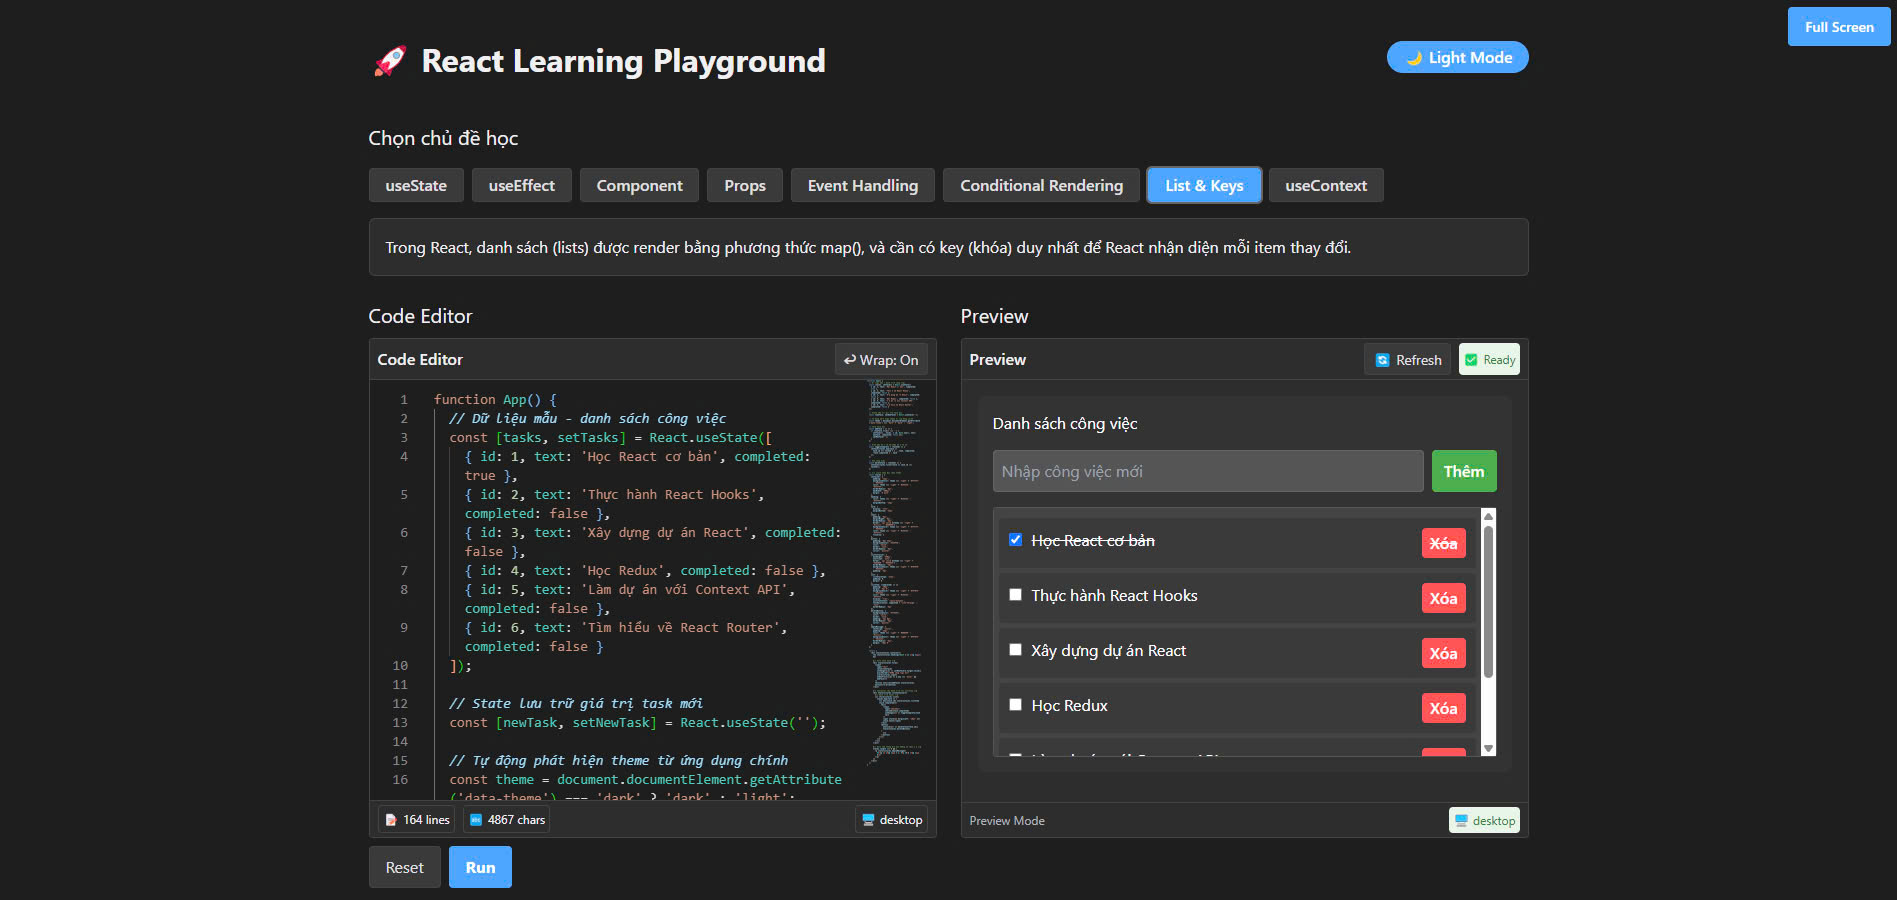 Full Screen
🚀 React Learning Playground
🌙 Light Mode
Chọn chủ đề học
useState useEffect Component Props Event Handling Conditional Rendering List & Keys useContext
Trong React, danh sách (lists) được render bằng phương thức map(), và cần có key (khóa) duy nhất để React nhận diện mỗi item thay đổi.
Code Editor
Code Editor
↩ Wrap: On
1 function App() {
2 // Dữ liệu mẫu - danh sách công việc
3 const [tasks, setTasks] = React.useState([
4 { id: 1, text: 'Học React cơ bản', completed:
true },
5 { id: 2, text: 'Thực hành React Hooks',
completed: false },
6 { id: 3, text: 'Xây dựng dự án React', completed:
false },
7 { id: 4, text: 'Học Redux', completed: false },
8 { id: 5, text: 'Làm dự án với Context API',
completed: false },
9 { id: 6, text: 'Tìm hiểu về React Router',
completed: false }
10 ]);
11
12 // State lưu trữ giá trị task mới
13 const [newTask, setNewTask] = React.useState('');
14
15 // Tự động phát hiện theme từ ứng dụng chính
16 const theme = document.documentElement.getAttribute
('data-theme') === 'dark' ? 'dark' : 'light';
164 lines 4867 chars desktop
Reset Run
Preview
Preview
Refresh Ready
Danh sách công việc
Nhập công việc mới Thêm
Học React cơ bản Xóa
Thực hành React Hooks Xóa
Xây dựng dự án React Xóa
Học Redux Xóa
Preview Mode desktop